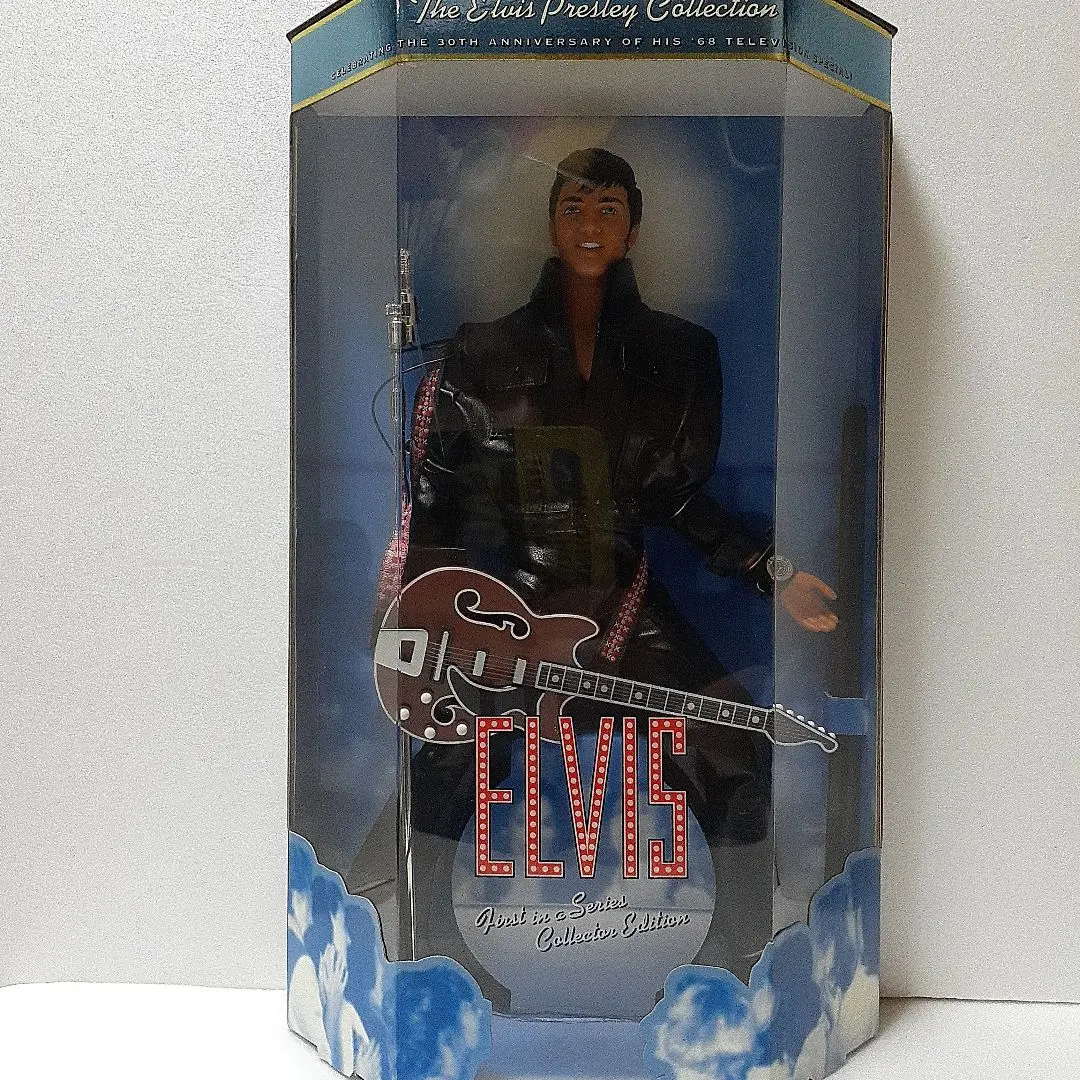 The Elvis Presley Collection
CELEBRATING THE 30TH ANNIVERSARY OF HIS '68 TELEVISION SPECIAL!
ELVIS
First in a Series
Collector Edition